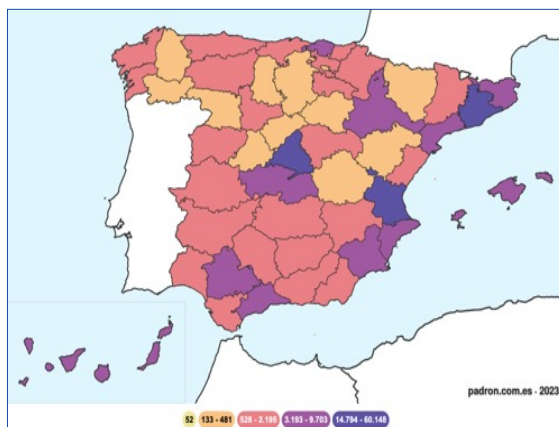 padron.com.es - 2023
52 133 - 481 528 - 2.195 3.193 - 9.703 14.794 - 60.148